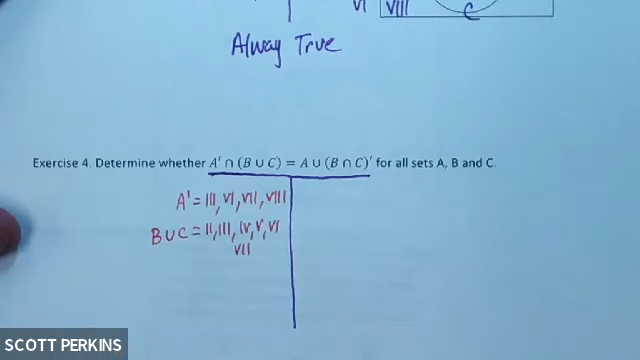 VI VIII
C
Alway True
Exercise 4. Determine whether A' ∩ (B ∪ C) = A ∪ (B ∩ C)' for all sets A, B and C.
A' = III, VI, VII, VIII
B ∪ C = II, III, IV, V, VI
VII
SCOTT PERKINS